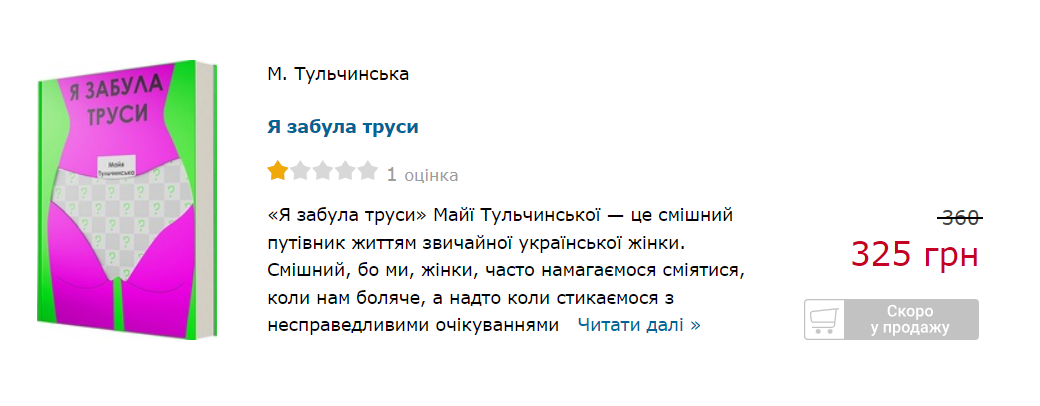 Я ЗАБУЛА
ТРУСИ
Майя
Тульчинська
М. Тульчинська
Я забула труси
1 оцінка
«Я забула труси» Майї Тульчинської — це смішний
путівник життям звичайної української жінки.
Смішний, бо ми, жінки, часто намагаємося сміятися,
коли нам боляче, а надто коли стикаємося з
несправедливими очікуваннями Читати далі »
360
325 грн
Скоро
у продажу